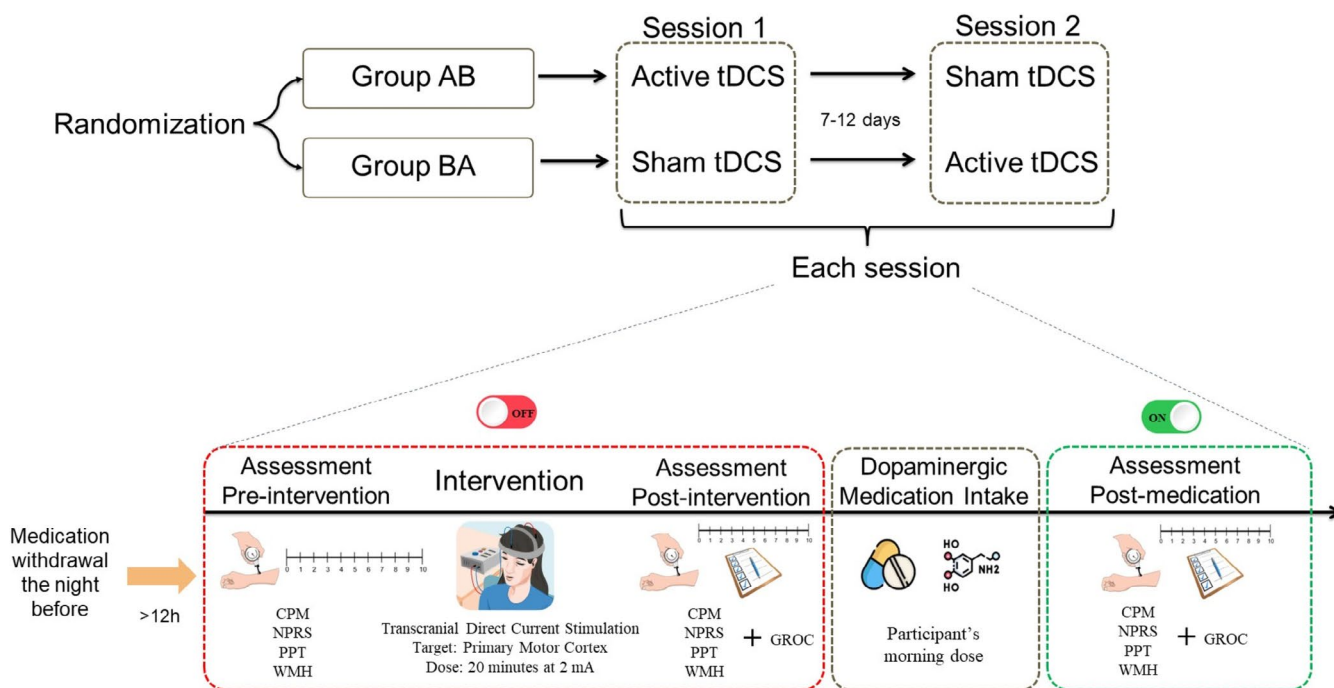 Session 1
Session 2
Randomization
Group AB
Active tDCS
Sham tDCS
7-12 days
Group BA
Sham tDCS
Active tDCS
Each session
OFF
ON
Assessment
Pre-intervention
Intervention
Assessment
Post-intervention
Dopaminergic
Medication Intake
Assessment
Post-medication
Medication
withdrawal
the night
before
>12h
0 1 2 3 4 5 6 7 8 9 10
CPM
NPRS
PPT
WMH
Transcranial Direct Current Stimulation
Target: Primary Motor Cortex
Dose: 20 minutes at 2 mA
0 1 2 3 4 5 6 7 8 9 10
CPM
NPRS
PPT
WMH
+ GROC
HO
HO
NH2
HO
Participant's
morning dose
0 1 2 3 4 5 6 7 8 9 10
CPM
NPRS
PPT
WMH
+ GROC